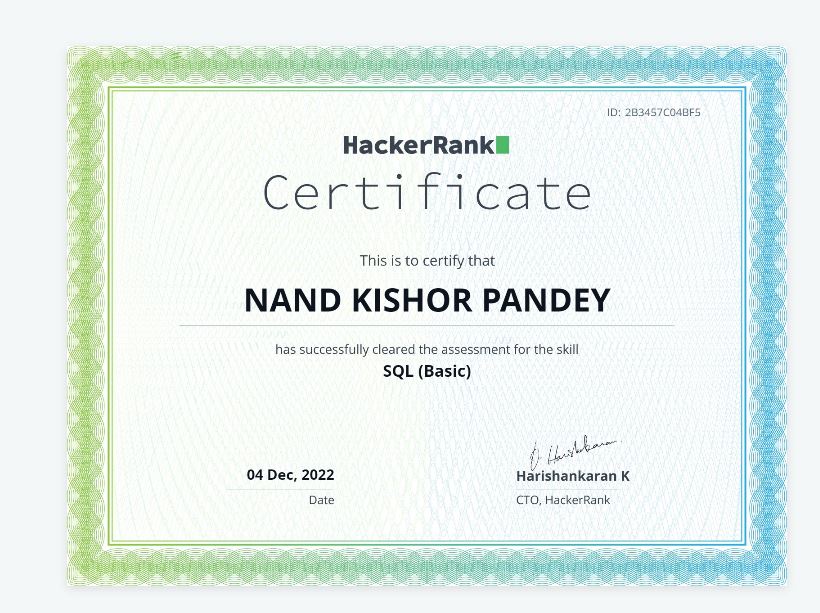 ID: 2B3457C04BF5
HackerRank
Certificate
This is to certify that
NAND KISHOR PANDEY
has successfully cleared the assessment for the skill
SQL (Basic)
04 Dec, 2022
Date
Harishankaran K
CTO, HackerRank